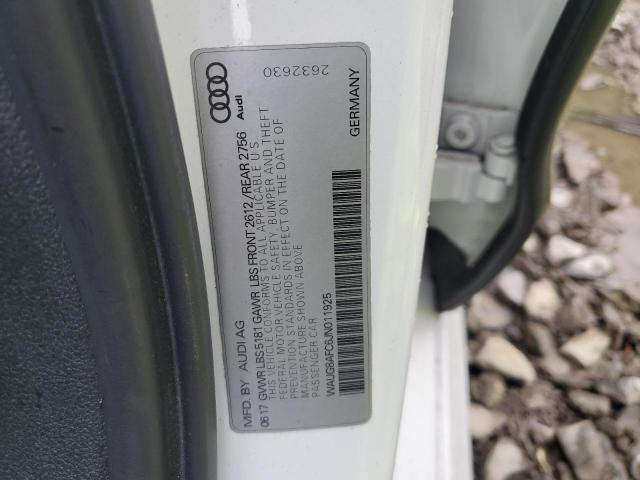 MFD. BY AUDI AG
Audi
06 17 GVWR LBS 5181 GAWR LBS FRONT 2612 / REAR 2756
THIS VEHICLE CONFORMS TO ALL APPLICABLE U S
FEDERAL MOTOR VEHICLE SAFETY, BUMPER AND THEFT
PREVENTION STANDARDS IN EFFECT ON THE DATE OF
MANUFACTURE SHOWN ABOVE
PASSENGER CAR
WAUG8AFC6JN011925
GERMANY
2632630